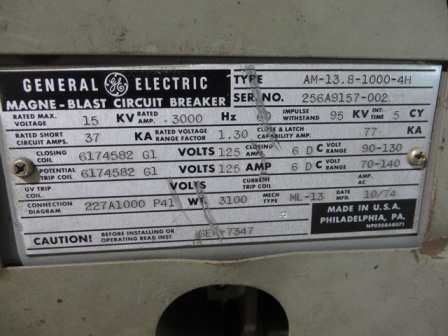 GENERAL GE ELECTRIC TYPE AM-13.8-1000-4H
MAGNE-BLAST CIRCUIT BREAKER SER. NO. 256A9157-002
RATED MAX. VOLTAGE 15 KV RATED AMP. 3000 Hz IMPULSE WITHSTAND 95 KV INT. TIME 5 CY
RATED SHORT CIRCUIT AMPS. 37 KA RATED VOLTAGE RANGE FACTOR 1.30 CLOSE & LATCH CAPABILITY AMP. 77 KA
CLOSING COIL 6174582 G1 VOLTS 125 CLOSING AMP. 6 D C VOLT RANGE 90-130
POTENTIAL TRIP COIL 6174582 G1 VOLTS 125 AMP 6 D C VOLT RANGE 70-140
UV TRIP COIL VOLTS CURRENT TRIP AMP. AC
CONNECTION DIAGRAM 227A1000 P41 WT. 3100 MECH TYPE ML-13 DATE MFG. 10/74
CAUTION! BEFORE INSTALLING OR OPERATING READ INST. GEK-7347
MADE IN U.S.A.
PHILADELPHIA, PA.